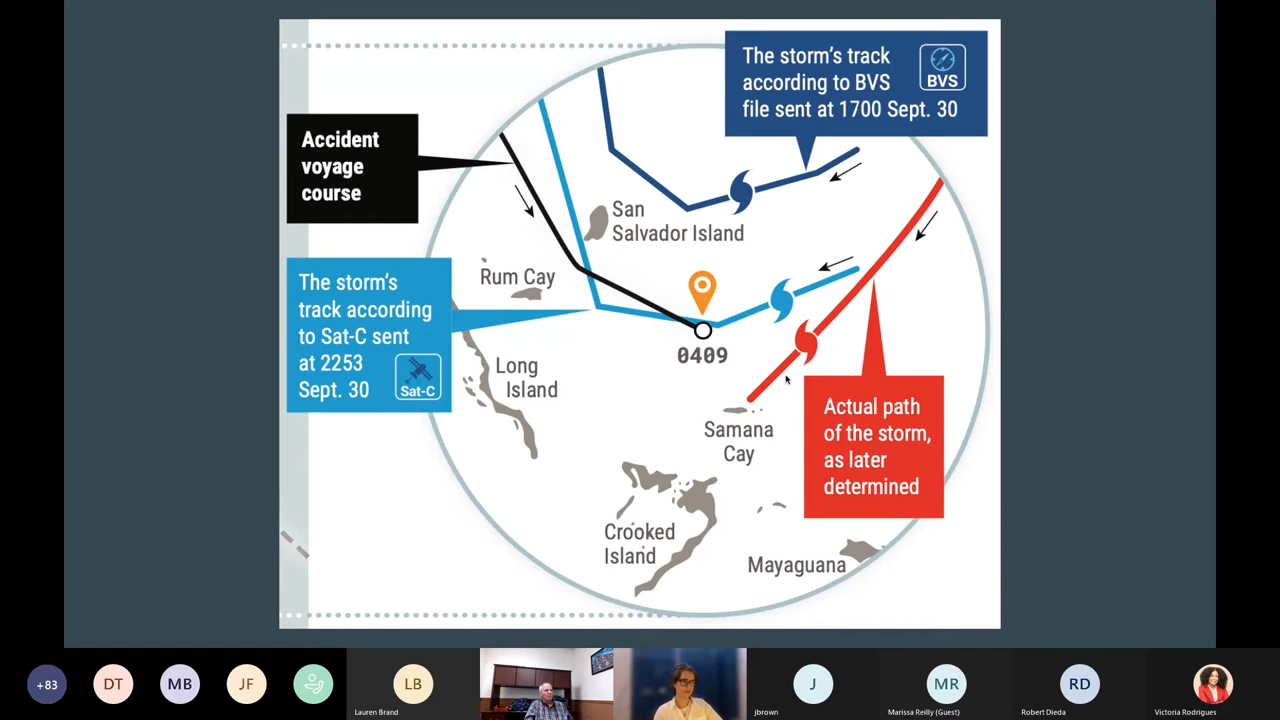 The storm's track
according to BVS
file sent at 1700 Sept. 30
BVS
Accident
voyage
course
San
Salvador Island
Rum Cay
The storm's
track according
to Sat-C sent
at 2253
Sept. 30
Sat-C
0409
Long
Island
Samana
Cay
Actual path
of the storm,
as later
determined
Crooked
Island
Mayaguana
+83
DT
MB
JF
LB
Lauren Brand
J
jbrown
MR
Marissa Reilly (Guest)
RD
Robert Dieda
Victoria Rodrigues